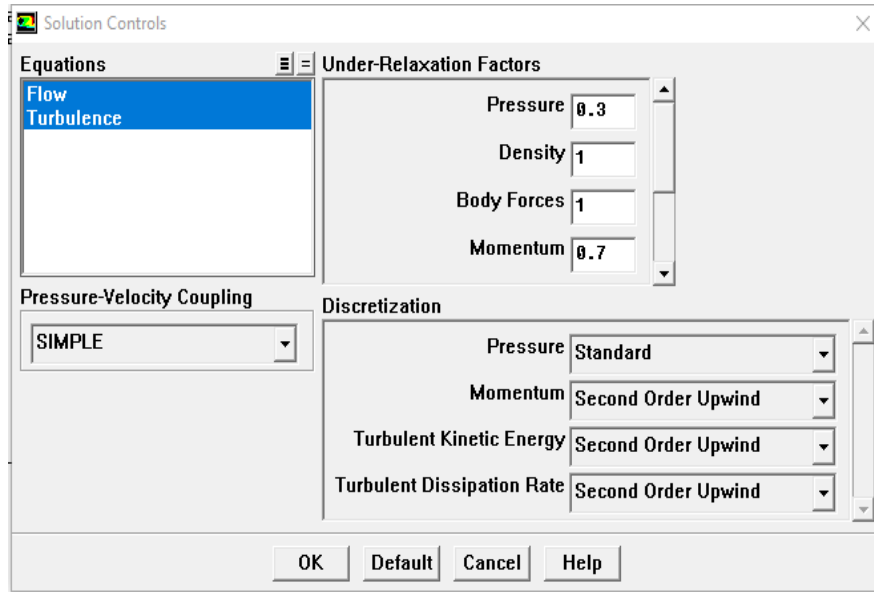 Solution Controls
Equations
Flow
Turbulence
Under-Relaxation Factors
Pressure 0.3
Density 1
Body Forces 1
Momentum 0.7
Pressure-Velocity Coupling
SIMPLE
Discretization
Pressure Standard
Momentum Second Order Upwind
Turbulent Kinetic Energy Second Order Upwind
Turbulent Dissipation Rate Second Order Upwind
OK Default Cancel Help